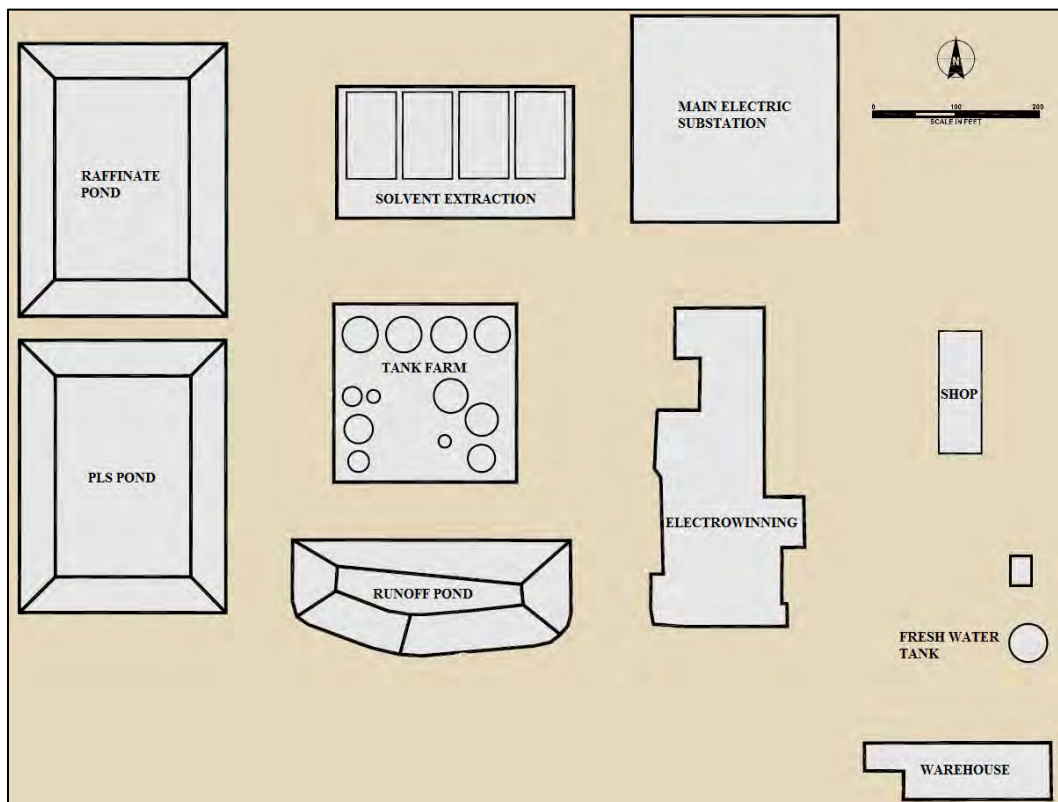 RAFFINATE
POND
SOLVENT EXTRACTION
MAIN ELECTRIC
SUBSTATION
N
0 100 200
SCALE IN FEET
TANK FARM
SHOP
PLS POND
ELECTROWINNING
RUNOFF POND
FRESH WATER
TANK
WAREHOUSE